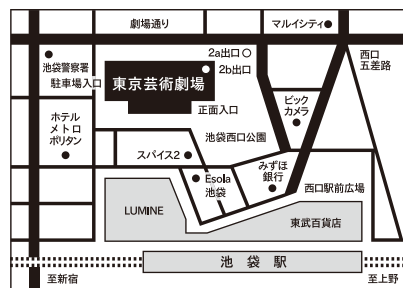 劇場通り
マルイシティ
2a出口
西口
五差路
池袋警察署
2b出口
駐車場入口
東京芸術劇場
正面入口
ビック
カメラ
ホテル
メトロ
ポリタン
池袋西口公園
スパイス2
みずほ
銀行
Esola
池袋
西口駅前広場
LUMINE
東武百貨店
池袋駅
至新宿
至上野